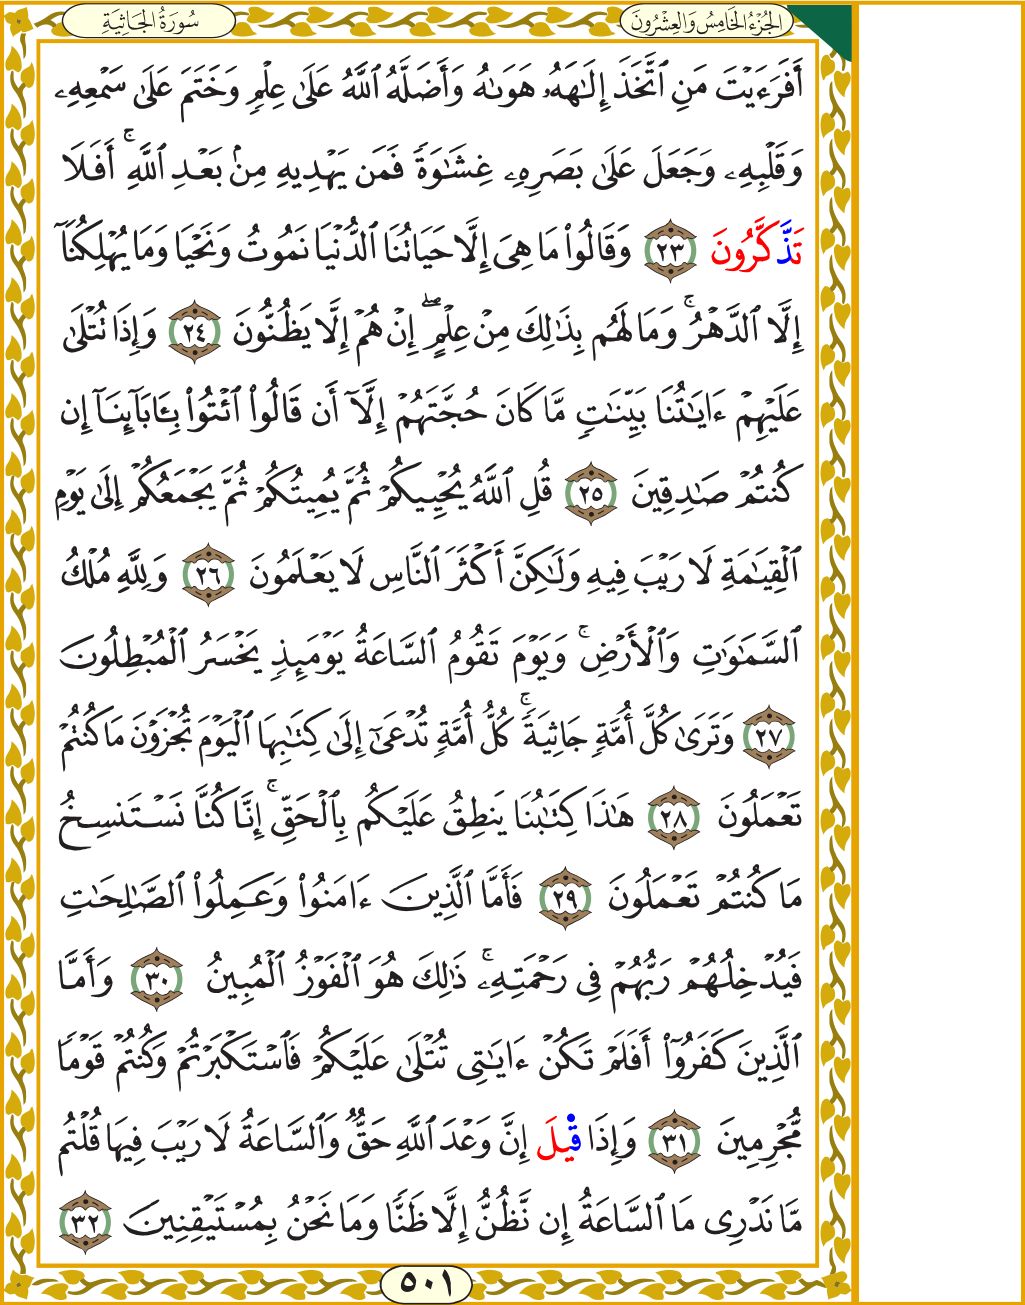 الجُزْءُ الخَامِسُ وَالعِشْرُونَ
سُورَةُ الجَاثِيَةِ
أَفَرَءَيْتَ مَنِ ٱتَّخَذَ إِلَٰهَهُۥ هَوَىٰهُ وَأَضَلَّهُ ٱللَّهُ عَلَىٰ عِلْمٍۢ وَخَتَمَ عَلَىٰ سَمْعِهِۦ
وَقَلْبِهِۦ وَجَعَلَ عَلَىٰ بَصَرِهِۦ غِشَٰوَةً فَمَن يَهْدِيهِ مِنۢ بَعْدِ ٱللَّهِ ۚ أَفَلَا
تَذَّكَّرُونَ ٢٣ وَقَالُوا۟ مَا هِىَ إِلَّا حَيَاتُنَا ٱلدُّنْيَا نَمُوتُ وَنَحْيَا وَمَا يُهْلِكُنَآ
إِلَّا ٱلدَّهْرُ ۚ وَمَا لَهُم بِذَٰلِكَ مِنْ عِلْمٍ ۖ إِنْ هُمْ إِلَّا يَظُنُّونَ ٢٤ وَإِذَا تُتْلَىٰ
عَلَيْهِمْ ءَايَٰتُنَا بَيِّنَٰتٍ مَّا كَانَ حُجَّتَهُمْ إِلَّآ أَن قَالُوا۟ ٱئْتُوا۟ بِـَٔابَآئِنَآ إِن
كُنتُمْ صَٰدِقِينَ ٢٥ قُلِ ٱللَّهُ يُحْيِيكُمْ ثُمَّ يُمِيتُكُمْ ثُمَّ يَجْمَعُكُمْ إِلَىٰ يَوْمِ
ٱلْقِيَٰمَةِ لَا رَيْبَ فِيهِ وَلَٰكِنَّ أَكْثَرَ ٱلنَّاسِ لَا يَعْلَمُونَ ٢٦ وَلِلَّهِ مُلْكُ
ٱلسَّمَٰوَٰتِ وَٱلْأَرْضِ ۚ وَيَوْمَ تَقُومُ ٱلسَّاعَةُ يَوْمَئِذٍ يَخْسَرُ ٱلْمُبْطِلُونَ
٢٧ وَتَرَىٰ كُلَّ أُمَّةٍ جَاثِيَةً ۚ كُلُّ أُمَّةٍ تُدْعَىٰٓ إِلَىٰ كِتَٰبِهَا ٱلْيَوْمَ تُجْزَوْنَ مَا كُنتُمْ
تَعْمَلُونَ ٢٨ هَٰذَا كِتَٰبُنَا يَنطِقُ عَلَيْكُم بِٱلْحَقِّ ۚ إِنَّا كُنَّا نَسْتَنسِخُ
مَا كُنتُمْ تَعْمَلُونَ ٢٩ فَأَمَّا ٱلَّذِينَ ءَامَنُوا۟ وَعَمِلُوا۟ ٱلصَّٰلِحَٰتِ
فَيُدْخِلُهُمْ رَبُّهُمْ فِى رَحْمَتِهِۦ ۚ ذَٰلِكَ هُوَ ٱلْفَوْزُ ٱلْمُبِينُ ٣٠ وَأَمَّا
ٱلَّذِينَ كَفَرُوٓا۟ أَفَلَمْ تَكُنْ ءَايَٰتِى تُتْلَىٰ عَلَيْكُمْ فَٱسْتَكْبَرْتُمْ وَكُنتُمْ قَوْمًا
مُّجْرِمِينَ ٣١ وَإِذَا قِيلَ إِنَّ وَعْدَ ٱللَّهِ حَقٌّ وَٱلسَّاعَةُ لَا رَيْبَ فِيهَا قُلْتُم
مَّا نَدْرِى مَا ٱلسَّاعَةُ إِن نَّظُنُّ إِلَّا ظَنًّا وَمَا نَحْنُ بِمُسْتَيْقِنِينَ ٣٢
٥٠١